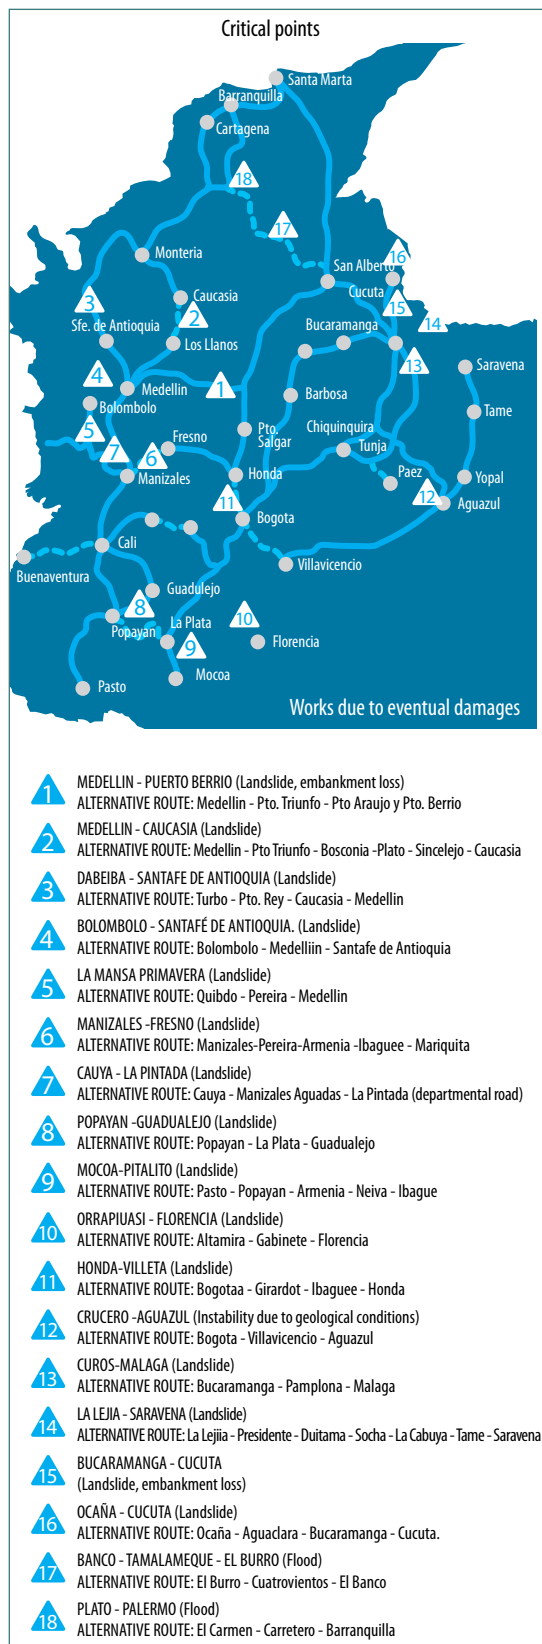 Critical points
Santa Marta
Barranquilla
Cartagena
18
17
Monteria
San Alberto
16
Cucuta
Caucasia
3
2
15
14
Sfe. de Antioquia
Bucaramanga
Los Llanos
13
Saravena
4
Medellin
1
Barbosa
Bolombolo
Tame
5
Fresno
Pto.
Salgar
Chiquinquira
Tunja
7
6
Manizales
Honda
Paez
Yopal
11
12
Aguazul
Bogota
Cali
Villavicencio
Buenaventura
Guadulejo
8
La Plata
10
Popayan
9
Florencia
Mocoa
Pasto
Works due to eventual damages
1
MEDELLIN - PUERTO BERRIO (Landslide, embankment loss)
ALTERNATIVE ROUTE: Medellin - Pto. Triunfo - Pto Araujo y Pto. Berrio
2
MEDELLIN - CAUCASIA (Landslide)
ALTERNATIVE ROUTE: Medellin - Pto Triunfo - Bosconia -Plato - Sincelejo - Caucasia
3
DABEIBA - SANTAFE DE ANTIOQUIA (Landslide)
ALTERNATIVE ROUTE: Turbo - Pto. Rey - Caucasia - Medellin
4
BOLOMBOLO - SANTAFÉ DE ANTIOQUIA. (Landslide)
ALTERNATIVE ROUTE: Bolombolo - Medelliin - Santafe de Antioquia
5
LA MANSA PRIMAVERA (Landslide)
ALTERNATIVE ROUTE: Quibdo - Pereira - Medellin
6
MANIZALES -FRESNO (Landslide)
ALTERNATIVE ROUTE: Manizales-Pereira-Armenia -Ibaguee - Mariquita
7
CAUYA - LA PINTADA (Landslide)
ALTERNATIVE ROUTE: Cauya - Manizales Aguadas - La Pintada (departmental road)
8
POPAYAN -GUADUALEJO (Landslide)
ALTERNATIVE ROUTE: Popayan - La Plata - Guadualejo
9
MOCOA-PITALITO (Landslide)
ALTERNATIVE ROUTE: Pasto - Popayan - Armenia - Neiva - Ibague
10
ORRAPIUASI - FLORENCIA (Landslide)
ALTERNATIVE ROUTE: Altamira - Gabinete - Florencia
11
HONDA-VILLETA (Landslide)
ALTERNATIVE ROUTE: Bogotaa - Girardot - Ibaguee - Honda
12
CRUCERO -AGUAZUL (Instability due to geological conditions)
ALTERNATIVE ROUTE: Bogota - Villavicencio - Aguazul
13
CUROS-MALAGA (Landslide)
ALTERNATIVE ROUTE: Bucaramanga - Pamplona - Malaga
14
LA LEJIA - SARAVENA (Landslide)
ALTERNATIVE ROUTE: La Lejiia - Presidente - Duitama - Socha - La Cabuya - Tame - Saravena
15
BUCARAMANGA - CUCUTA
(Landslide, embankment loss)
16
OCAÑA - CUCUTA (Landslide)
ALTERNATIVE ROUTE: Ocaña - Aguaclara - Bucaramanga - Cucuta.
17
BANCO - TAMALAMEQUE - EL BURRO (Flood)
ALTERNATIVE ROUTE: El Burro - Cuatrovientos - El Banco
18
PLATO - PALERMO (Flood)
ALTERNATIVE ROUTE: El Carmen - Carretero - Barranquilla